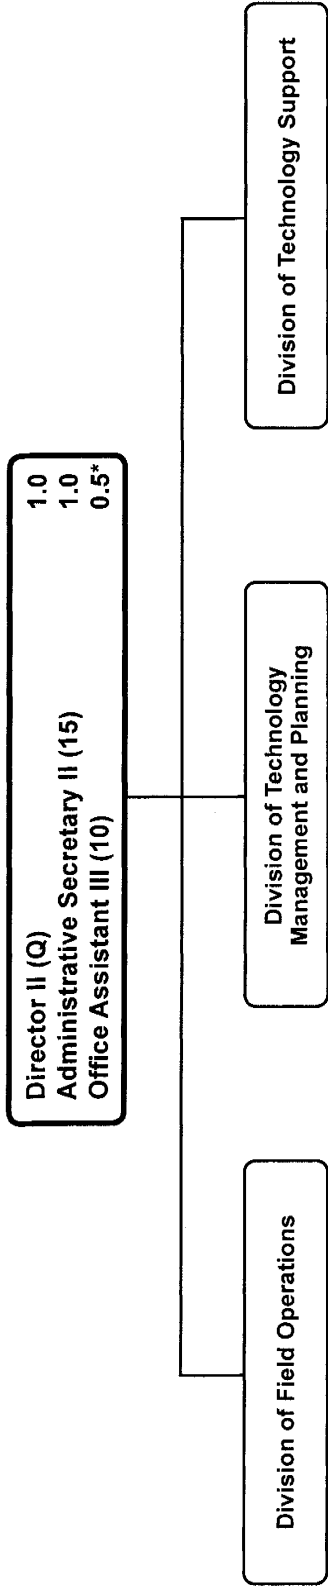 Director II (Q) 1.0
Administrative Secretary II (15) 1.0
Office Assistant III (10) 0.5*
Division of Field Operations
Division of Technology
Management and Planning
Division of Technology Support